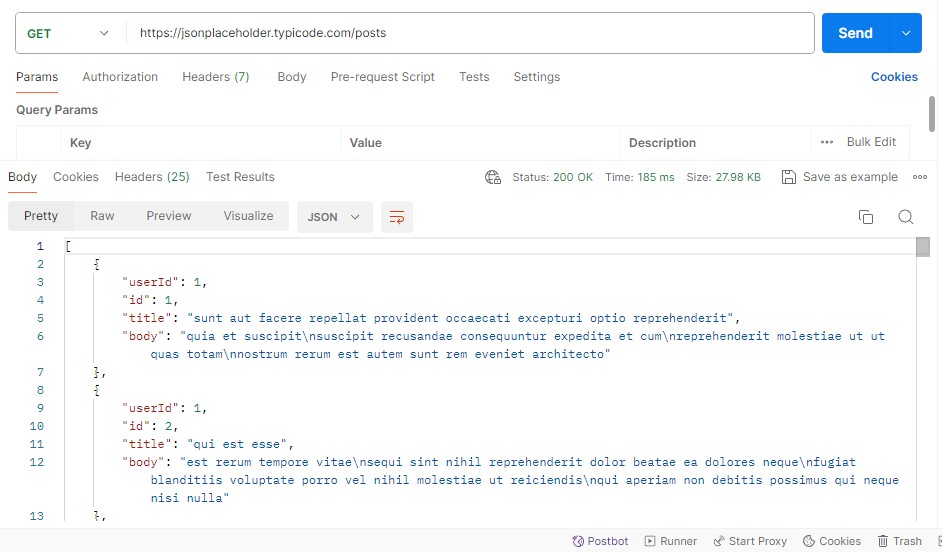 GET https://jsonplaceholder.typicode.com/posts Send
Params Authorization Headers (7) Body Pre-request Script Tests Settings Cookies
Query Params
Key Value Description ••• Bulk Edit
Body Cookies Headers (25) Test Results Status: 200 OK Time: 185 ms Size: 27.98 KB Save as example
Pretty Raw Preview Visualize JSON
1 [
2 {
3 "userId": 1,
4 "id": 1,
5 "title": "sunt aut facere repellat provident occaecati excepturi optio reprehenderit",
6 "body": "quia et suscipit\nsuscipit recusandae consequuntur expedita et cum\nreprehenderit molestiae ut ut
quas totam\nnostrum rerum est autem sunt rem eveniet architecto"
7 },
8 {
9 "userId": 1,
10 "id": 2,
11 "title": "qui est esse",
12 "body": "est rerum tempore vitae\nsequi sint nihil reprehenderit dolor beatae ea dolores neque\nfugiat
blanditiis voluptate porro vel nihil molestiae ut reiciendis\nqui aperiam non debitis possimus qui neque
nisi nulla"
13 },
Postbot Runner Start Proxy Cookies Trash